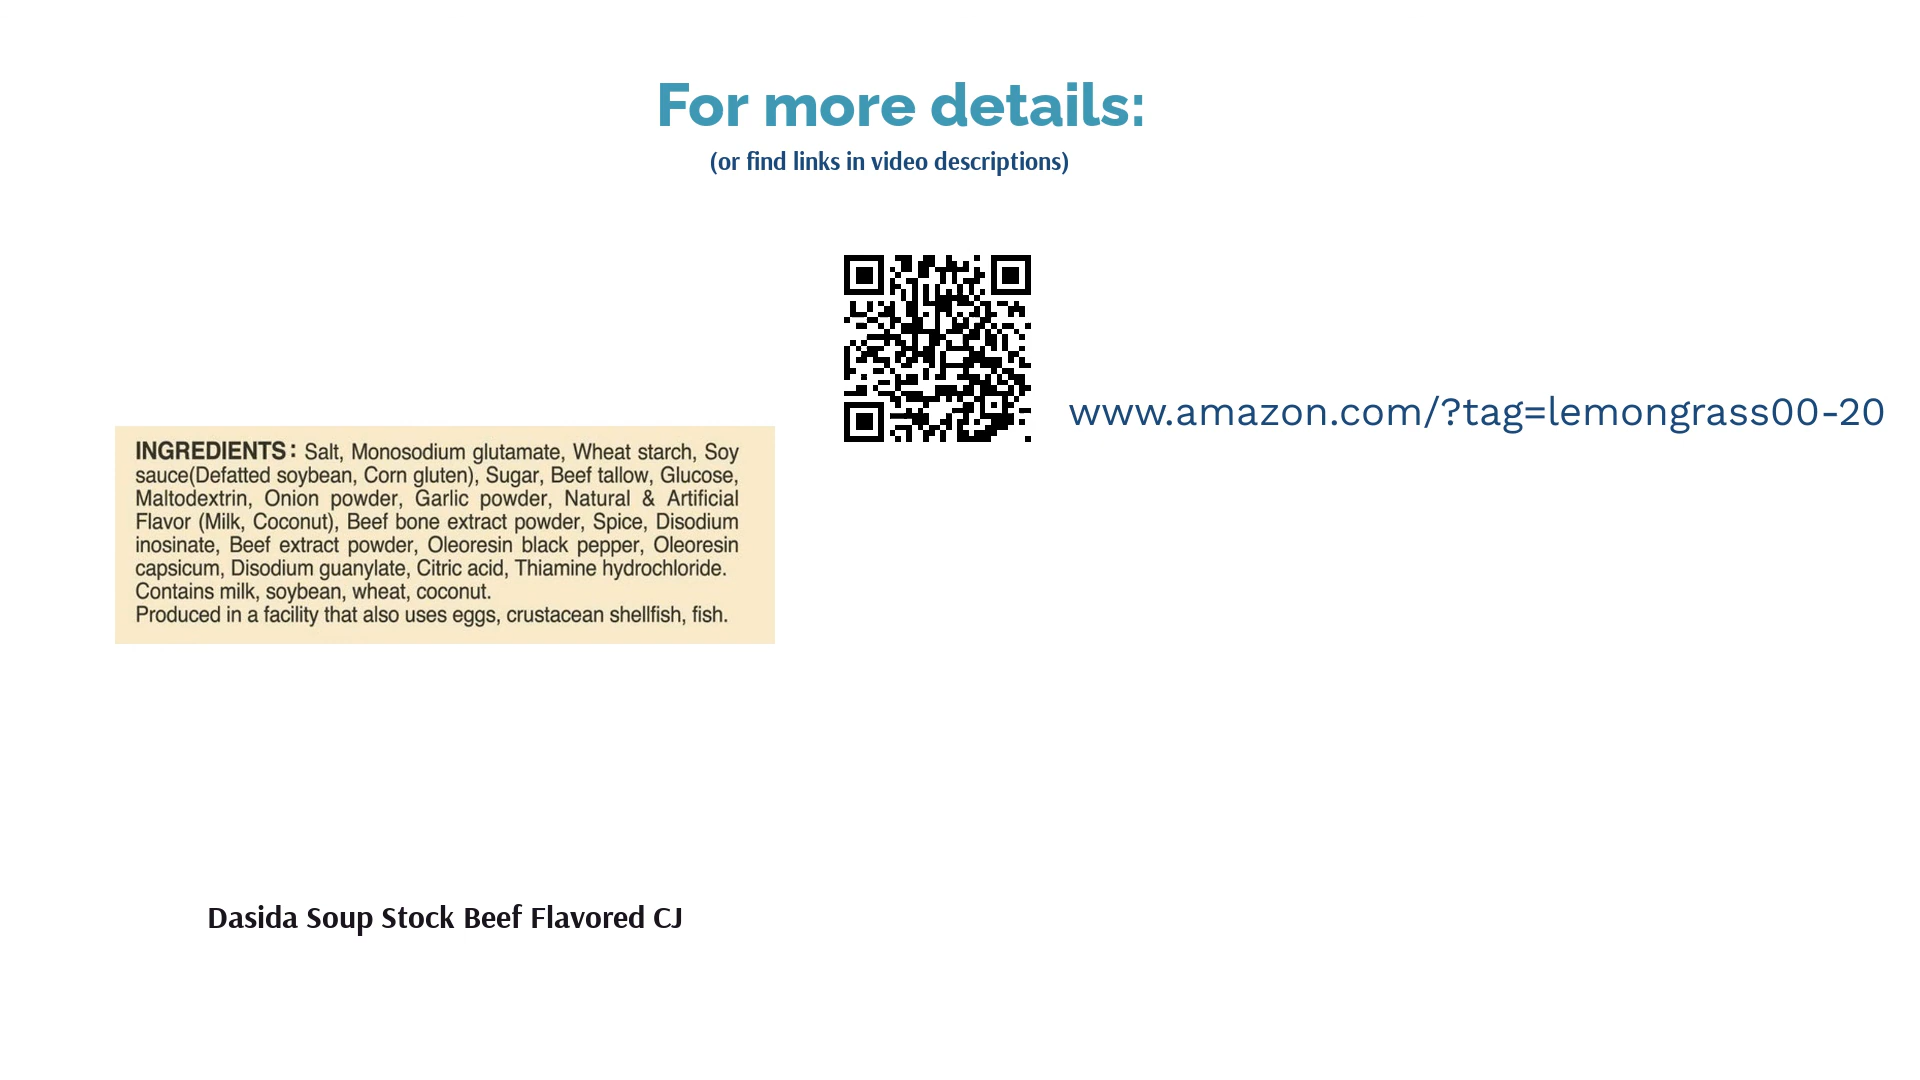 For more details:
(or find links in video descriptions)
www.amazon.com/?tag=lemongrass00-20
INGREDIENTS: Salt, Monosodium glutamate, Wheat starch, Soy
sauce(Defatted soybean, Corn gluten), Sugar, Beef tallow, Glucose,
Maltodextrin, Onion powder, Garlic powder, Natural & Artificial
Flavor (Milk, Coconut), Beef bone extract powder, Spice, Disodium
inosinate, Beef extract powder, Oleoresin black pepper, Oleoresin
capsicum, Disodium guanylate, Citric acid, Thiamine hydrochloride.
Contains milk, soybean, wheat, coconut.
Produced in a facility that also uses eggs, crustacean shellfish, fish.
Dasida Soup Stock Beef Flavored CJ